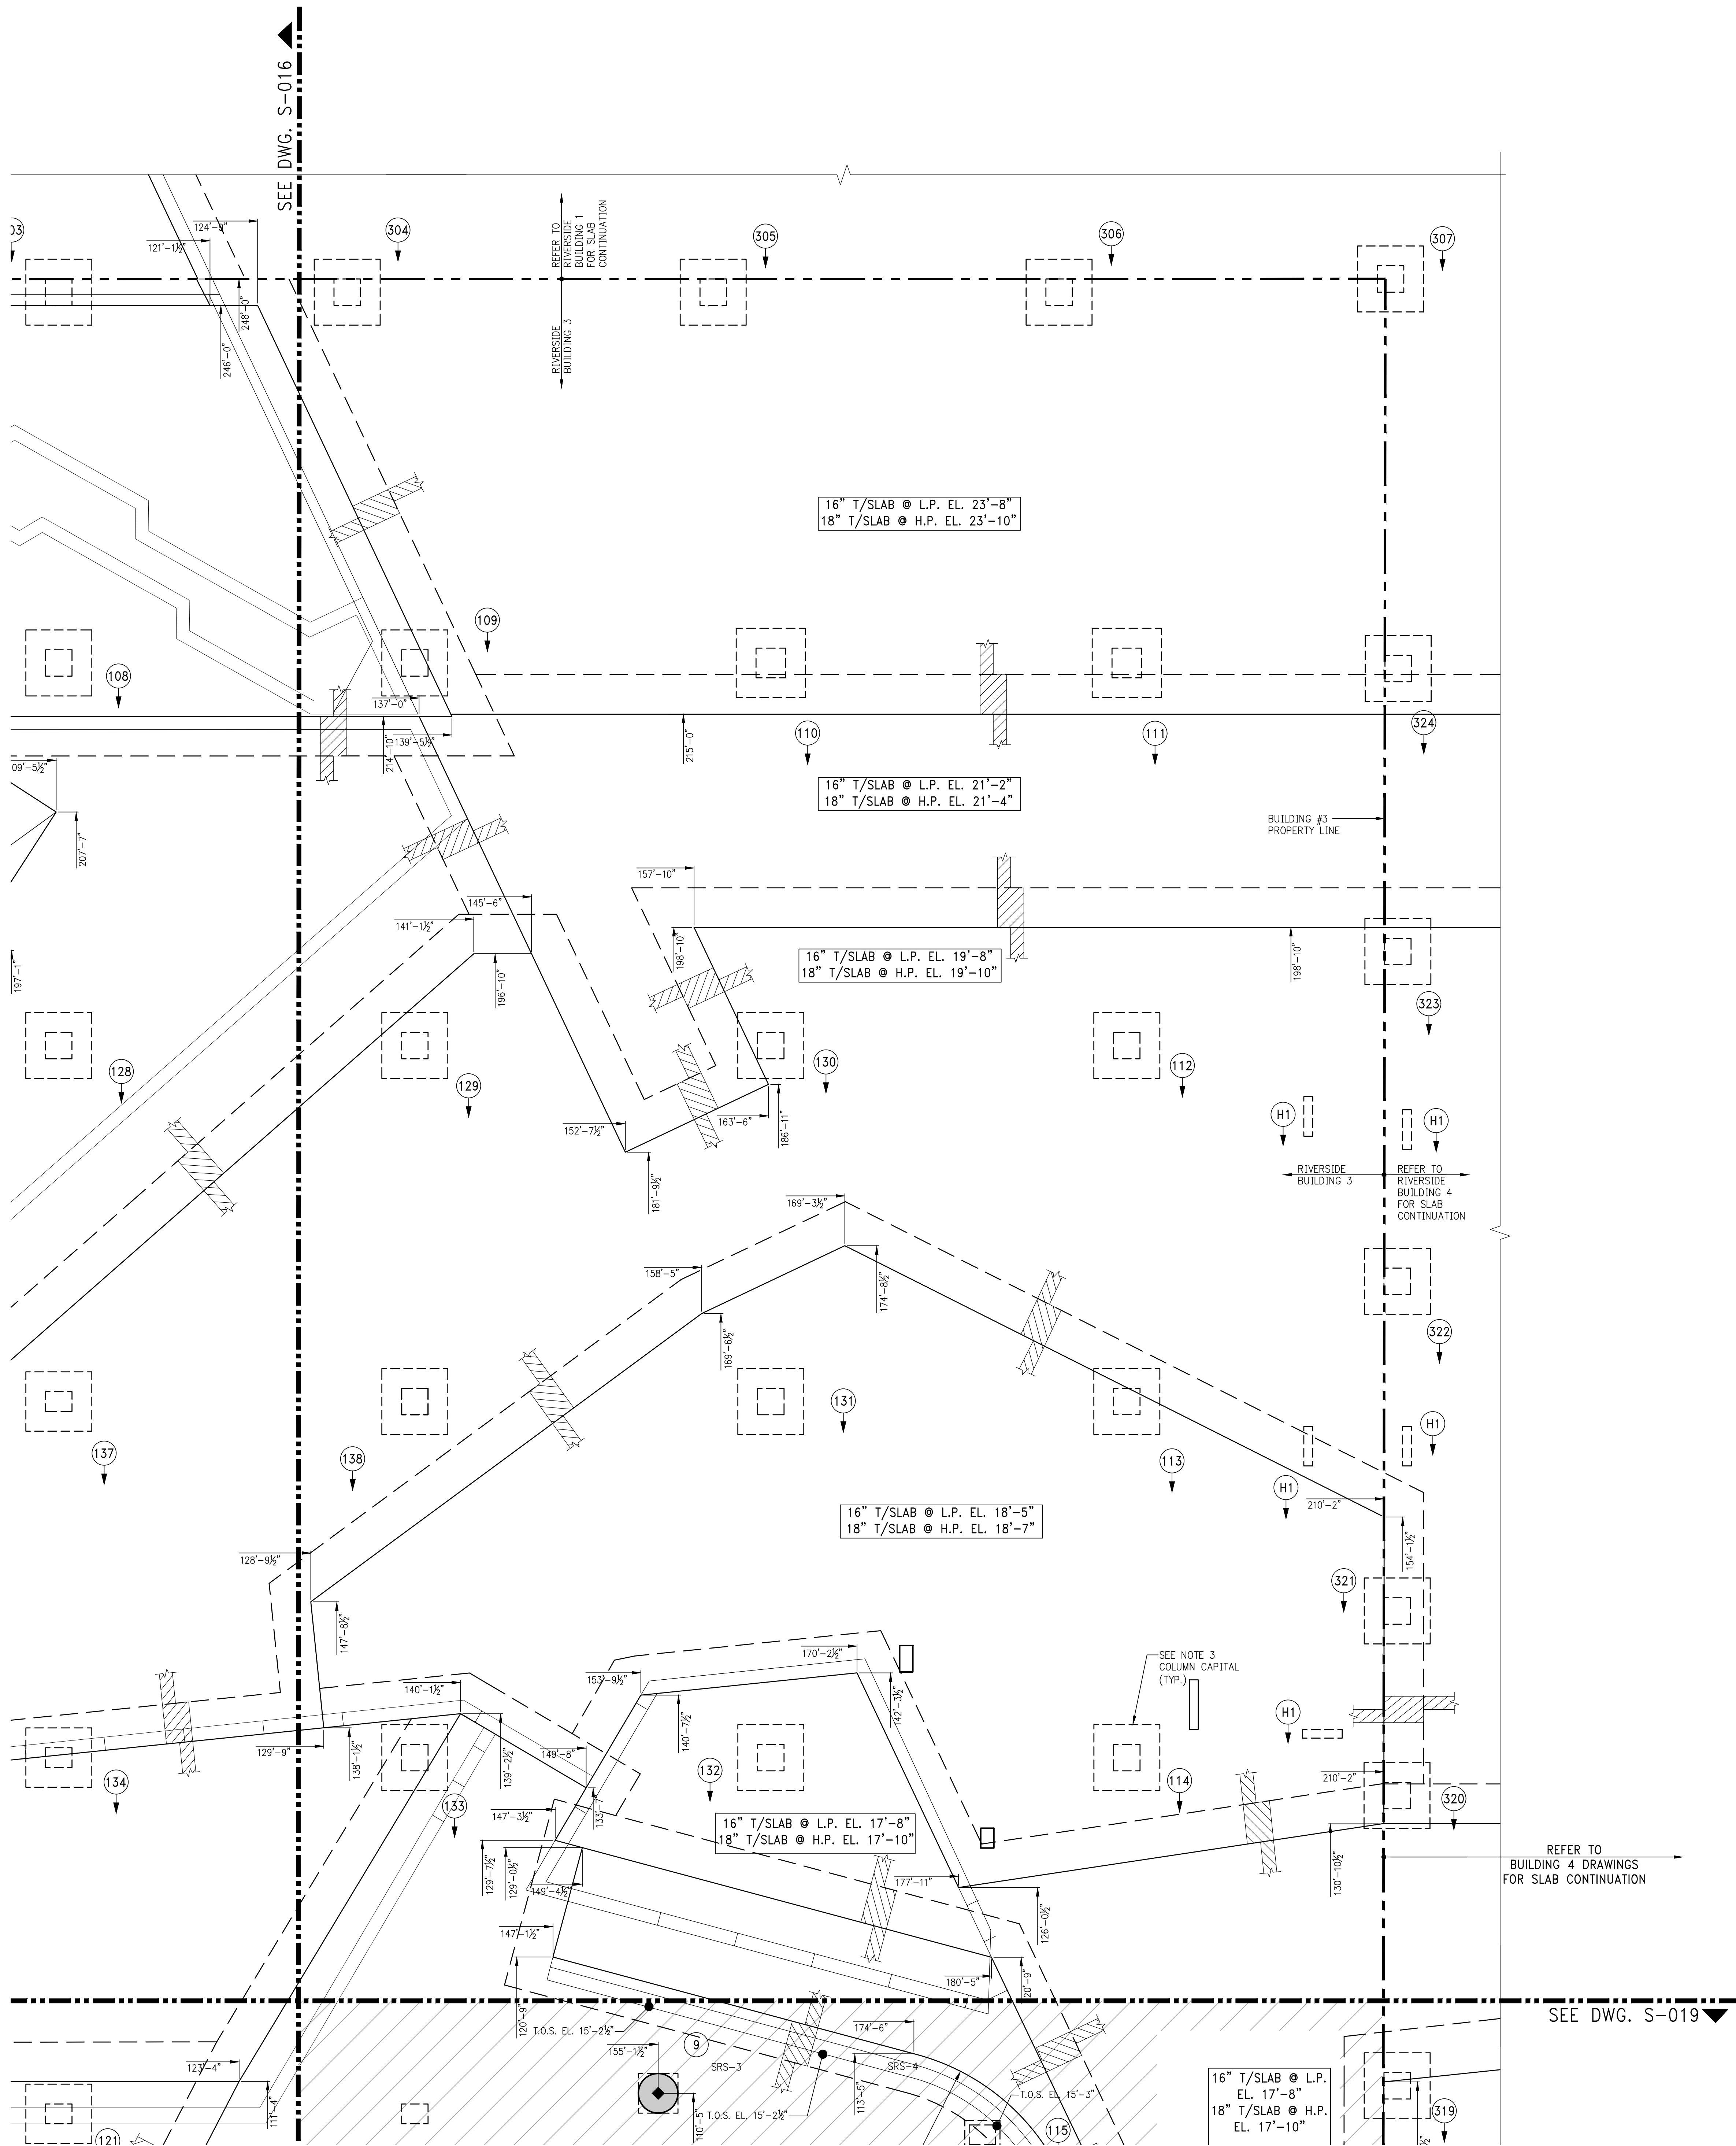 SEE DWG. S-016
03
124'-9"
121'-1½"
304
305
306
307
REFER TO
RIVERSIDE
BUILDING 1
FOR SLAB
CONTINUATION
RIVERSIDE
BUILDING 3
248'-0"
246'-0"
16" T/SLAB @ L.P. EL. 23'-8"
18" T/SLAB @ H.P. EL. 23'-10"
109
108
137'-0"
139'-5½"
214'-10"
215'-0"
110
111
324
09'-5½"
207'-7"
16" T/SLAB @ L.P. EL. 21'-2"
18" T/SLAB @ H.P. EL. 21'-4"
BUILDING #3
PROPERTY LINE
157'-10"
145'-6"
141'-1½"
197'-1"
196'-10"
198'-10"
16" T/SLAB @ L.P. EL. 19'-8"
18" T/SLAB @ H.P. EL. 19'-10"
198'-10"
323
128
129
130
112
H1
H1
152'-7½"
163'-6"
186'-11"
181'-9½"
RIVERSIDE
BUILDING 3
REFER TO
RIVERSIDE
BUILDING 4
FOR SLAB
CONTINUATION
169'-3½"
158'-5"
174'-8½"
169'-6½"
322
131
137
138
113
H1
H1
16" T/SLAB @ L.P. EL. 18'-5"
18" T/SLAB @ H.P. EL. 18'-7"
210'-2"
154'-1½"
128'-9½"
147'-8½"
321
SEE NOTE 3
COLUMN CAPITAL
(TYP.)
170'-2½"
153'-9½"
140'-1½"
142'-3½"
140'-7½"
H1
129'-9"
138'-1½"
139'-2½"
149'-8"
133'-7"
134
133
132
114
210'-2"
320
147'-3½"
16" T/SLAB @ L.P. EL. 17'-8"
18" T/SLAB @ H.P. EL. 17'-10"
129'-7½"
129'-0½"
149'-4½"
177'-11"
130'-10½"
126'-0½"
REFER TO
BUILDING 4 DRAWINGS
FOR SLAB CONTINUATION
147'-1½"
180'-5"
20'-9"
120'-9"
SEE DWG. S-019
T.O.S. EL. 15'-2½"
9
174'-6"
155'-1½"
SRS-3
SRS-4
123'-4"
111'-4"
110'-5"
T.O.S. EL. 15'-2½"
113'-5"
T.O.S. EL. 15'-3"
115
121
16" T/SLAB @ L.P.
EL. 17'-8"
18" T/SLAB @ H.P.
EL. 17'-10"
319
½"